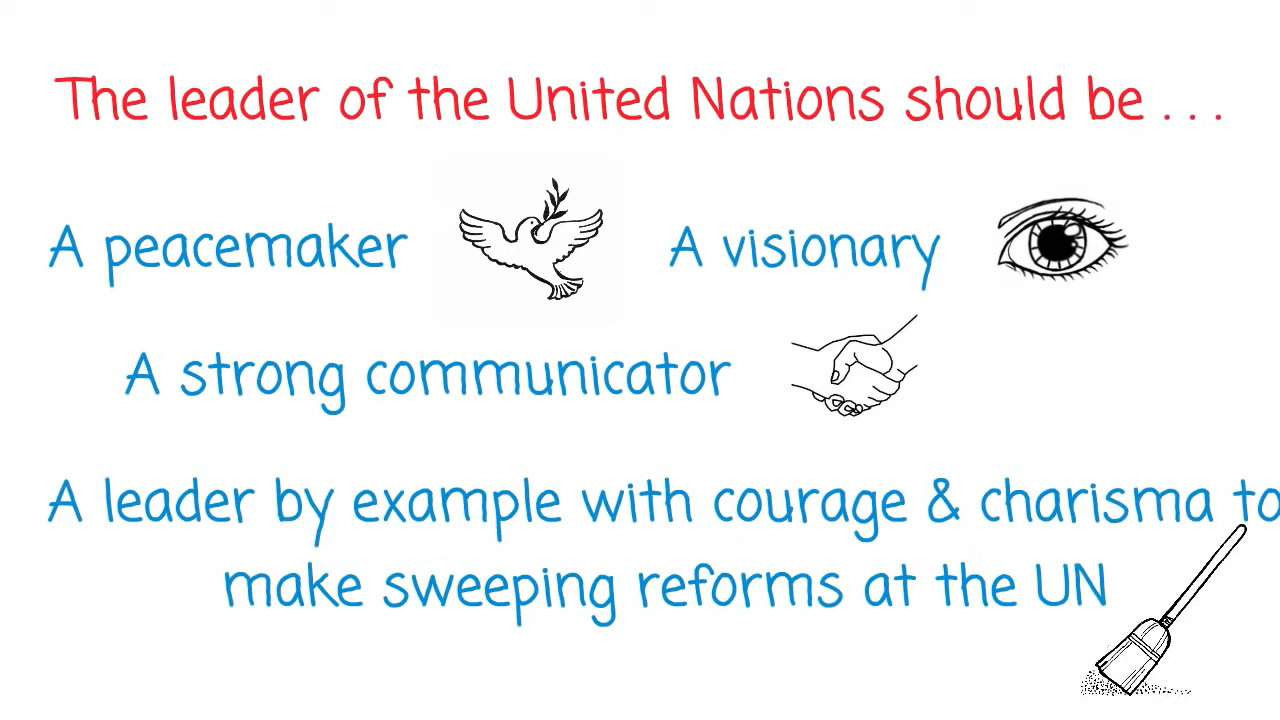 The leader of the United Nations should be . . .
A peacemaker
A visionary
A strong communicator
A leader by example with courage & charisma to
make sweeping reforms at the UN